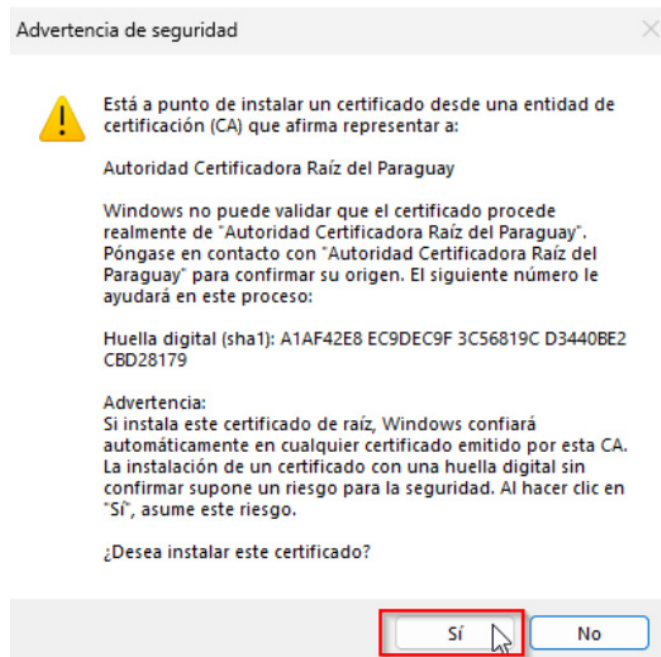 Advertencia de seguridad
Está a punto de instalar un certificado desde una entidad de
certificación (CA) que afirma representar a:
Autoridad Certificadora Raíz del Paraguay
Windows no puede validar que el certificado procede
realmente de "Autoridad Certificadora Raíz del Paraguay".
Póngase en contacto con "Autoridad Certificadora Raíz del
Paraguay" para confirmar su origen. El siguiente número le
ayudará en este proceso:
Huella digital (sha1): A1AF42E8 EC9DEC9F 3C56819C D3440BE2
CBD28179
Advertencia:
Si instala este certificado de raíz, Windows confiará
automáticamente en cualquier certificado emitido por esta CA.
La instalación de un certificado con una huella digital sin
confirmar supone un riesgo para la seguridad. Al hacer clic en
"Sí", asume este riesgo.
¿Desea instalar este certificado?
Sí No